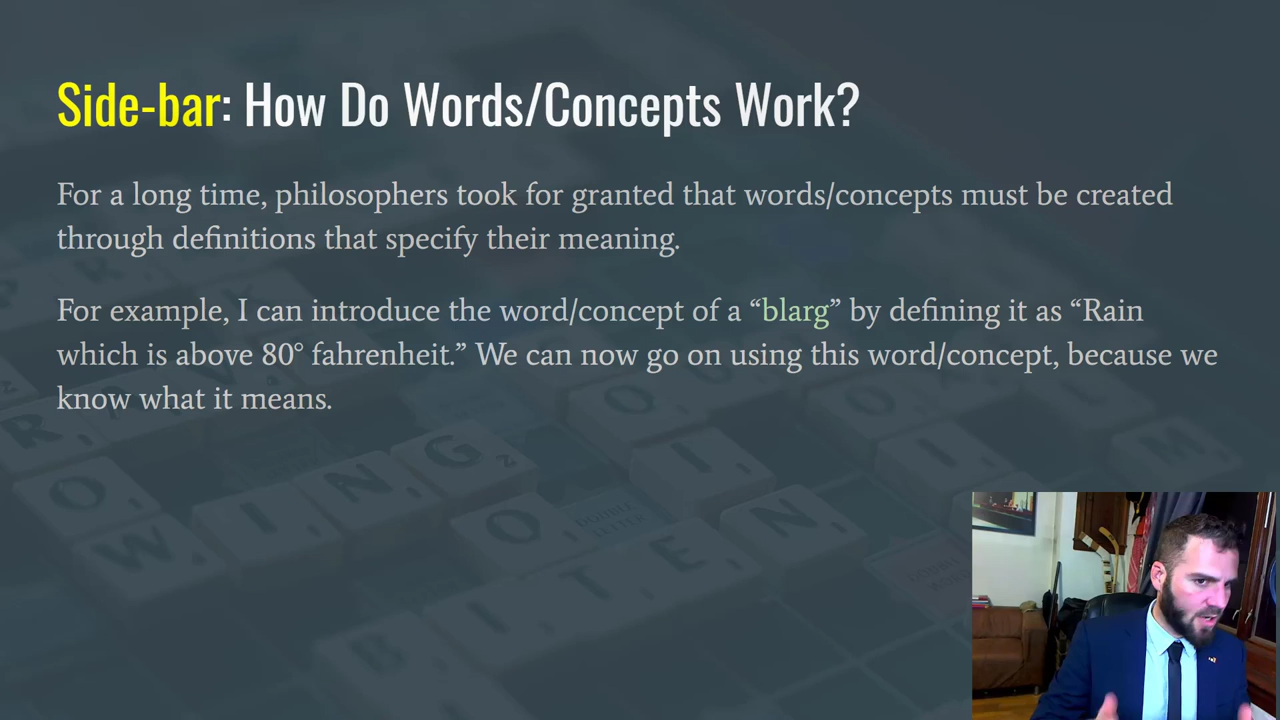 Side-bar: How Do Words/Concepts Work?
For a long time, philosophers took for granted that words/concepts must be created
through definitions that specify their meaning.
For example, I can introduce the word/concept of a “blarg” by defining it as “Rain
which is above 80° fahrenheit.” We can now go on using this word/concept, because we
know what it means.